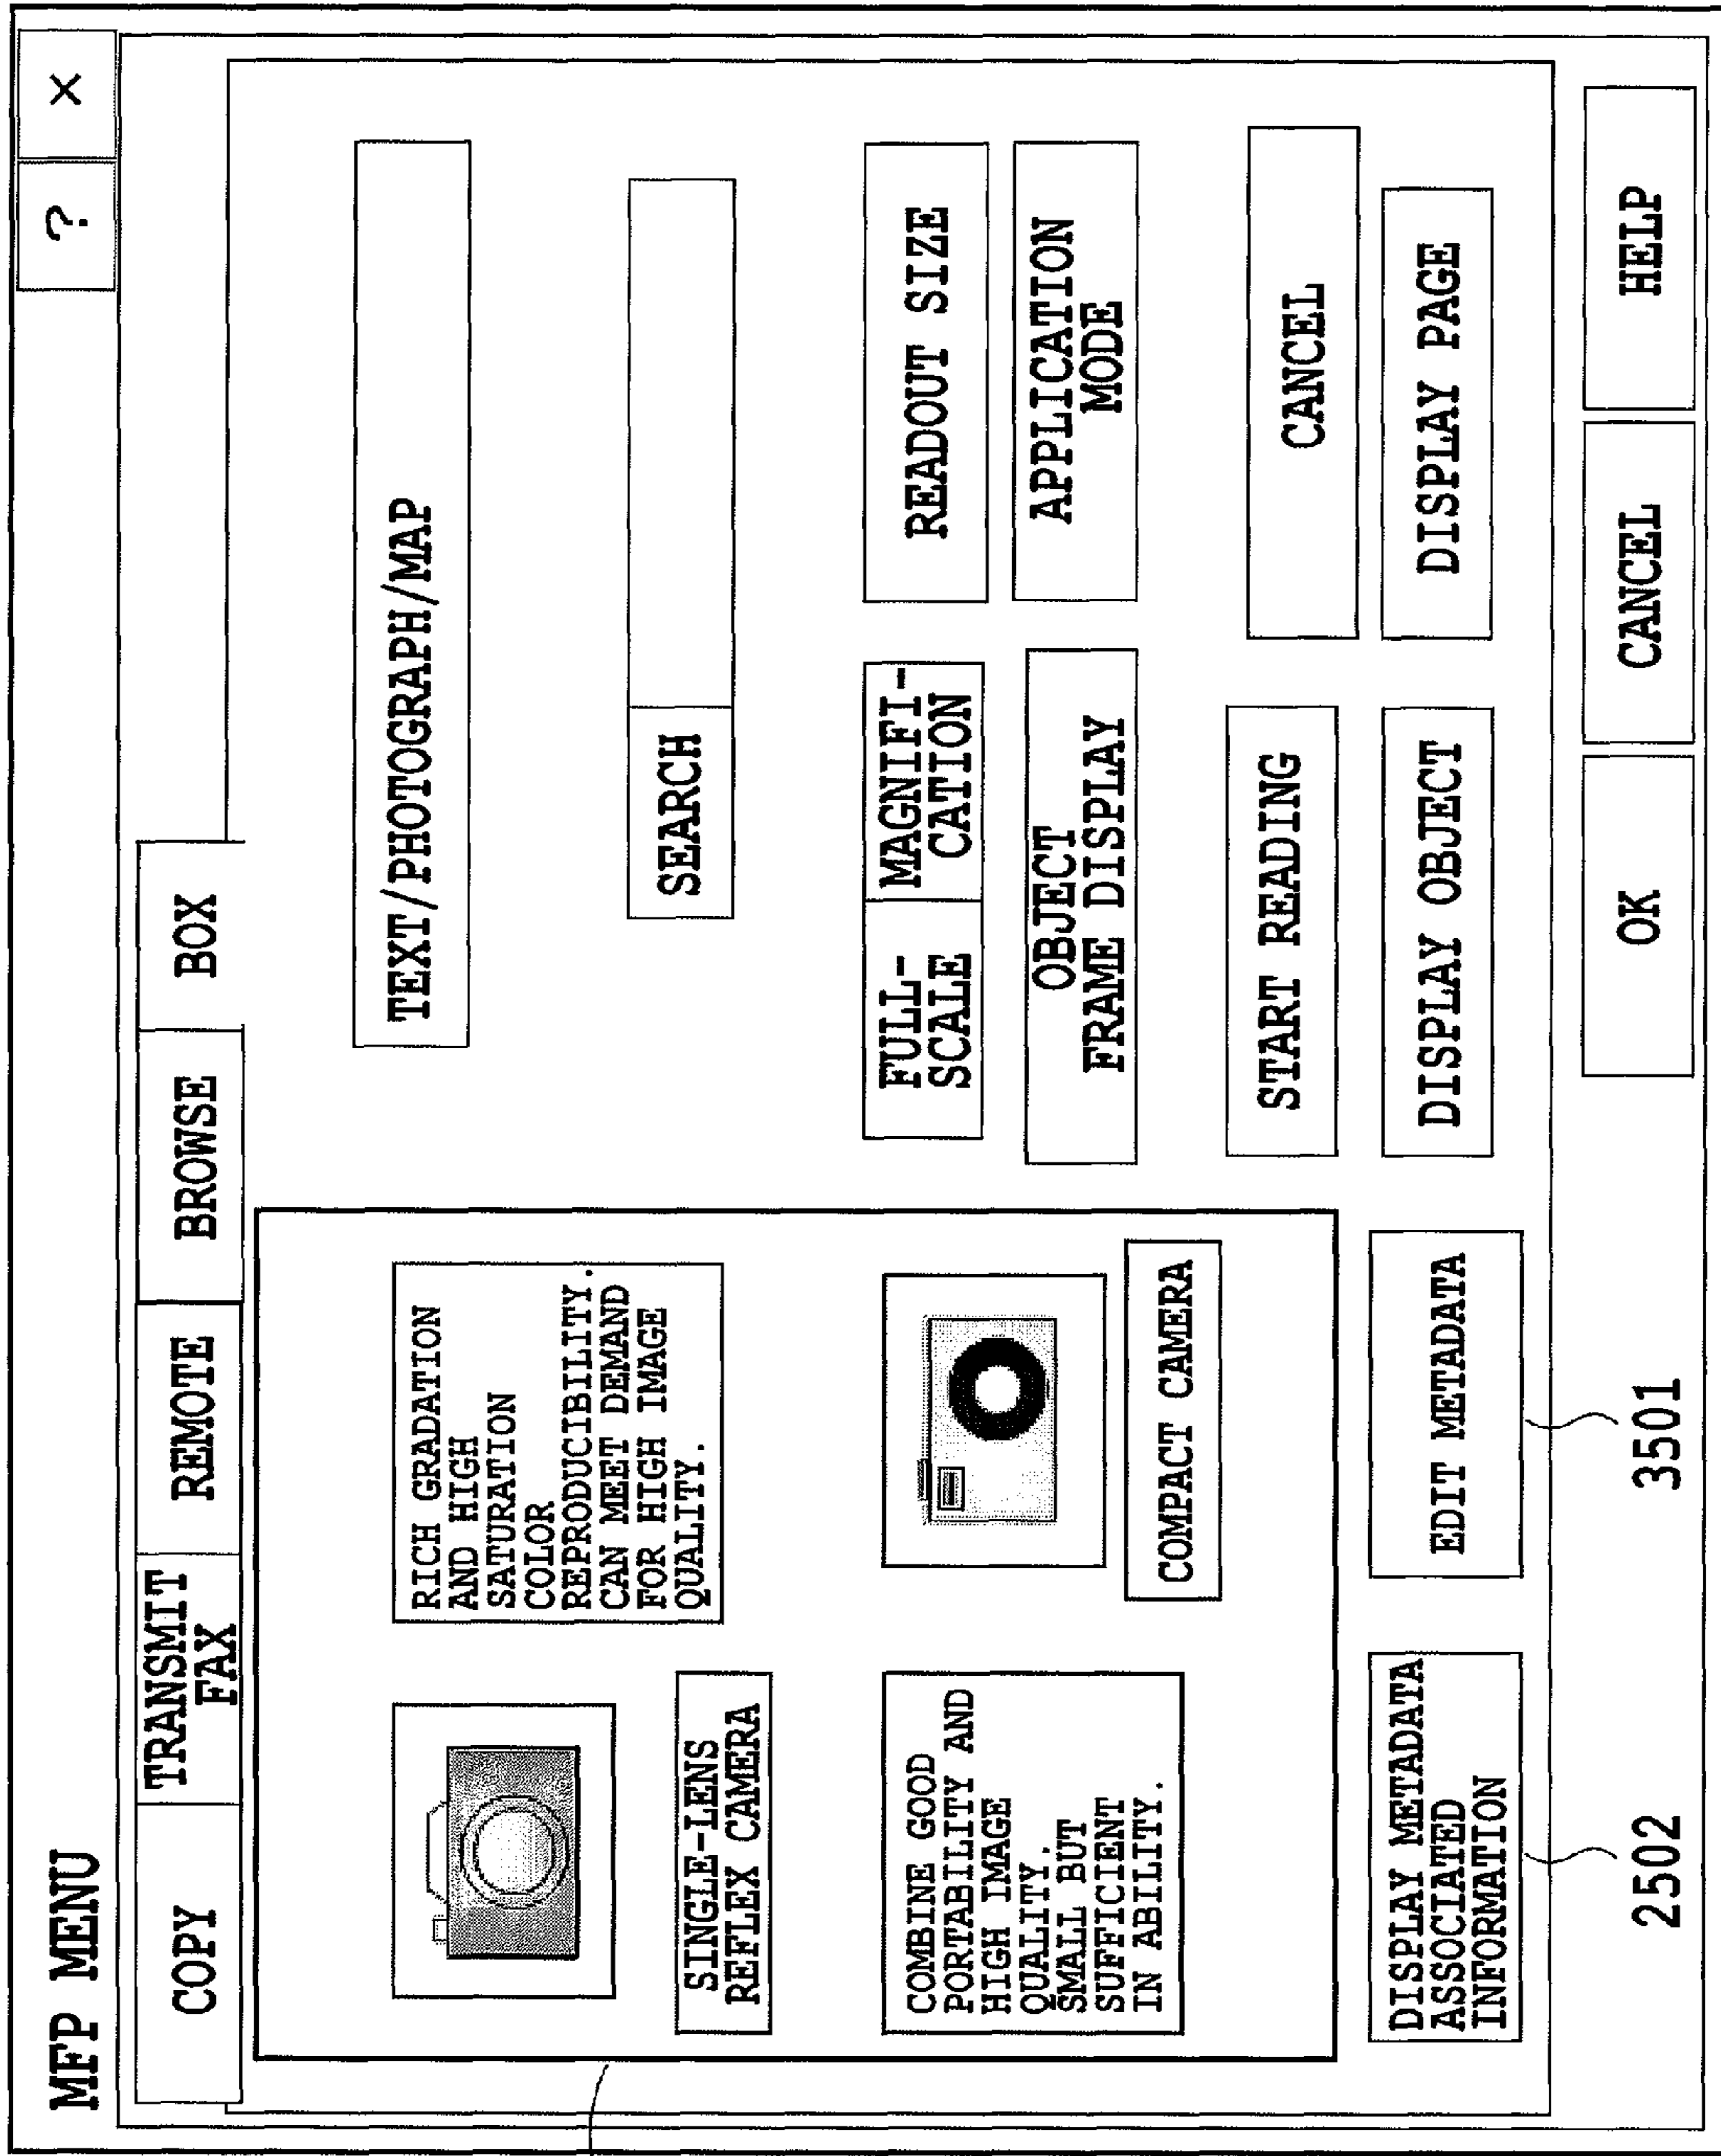 MFP MENU
? ×
COPY
TRANSMIT
FAX
REMOTE
BROWSE
BOX
RICH GRADATION
AND HIGH
SATURATION
COLOR
REPRODUCIBILITY.
CAN MEET DEMAND
FOR HIGH IMAGE
QUALITY.
SINGLE-LENS
REFLEX CAMERA
COMBINE GOOD
PORTABILITY AND
HIGH IMAGE
QUALITY.
SMALL BUT
SUFFICIENT
IN ABILITY.
COMPACT CAMERA
DISPLAY METADATA
ASSOCIATED
INFORMATION
EDIT METADATA
TEXT/PHOTOGRAPH/MAP
SEARCH
FULL-
SCALE
MAGNIFI-
CATION
READOUT SIZE
OBJECT
FRAME DISPLAY
APPLICATION
MODE
START READING
CANCEL
DISPLAY OBJECT
DISPLAY PAGE
OK
CANCEL
HELP
2502
3501